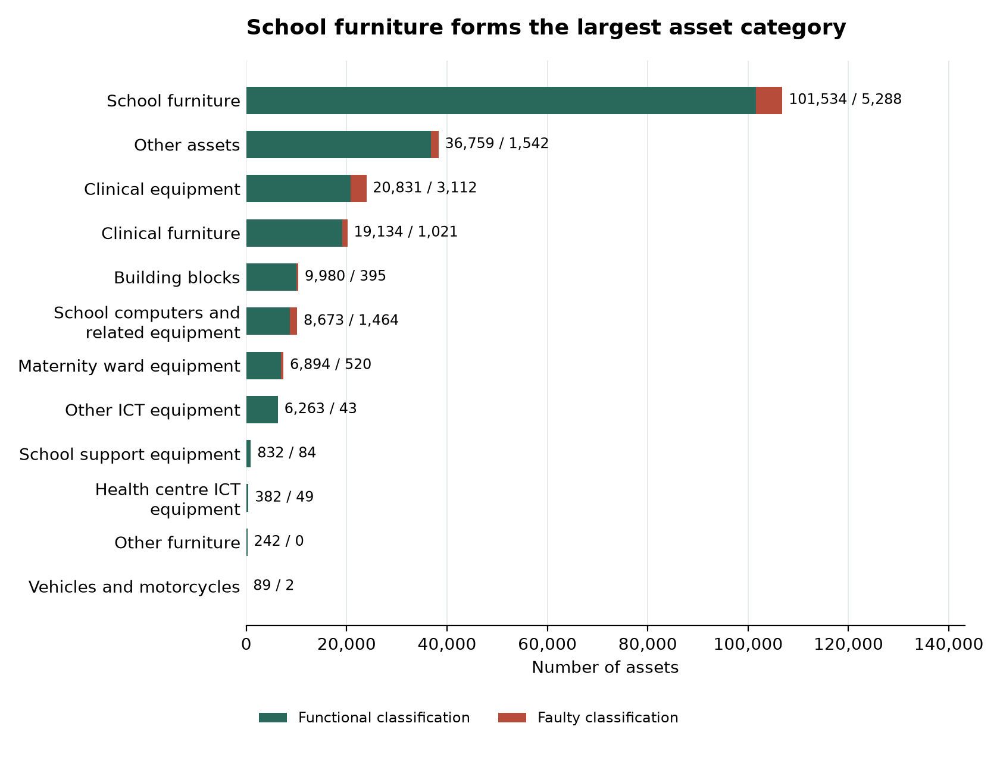 School furniture forms the largest asset category
School furniture
101,534 / 5,288
Other assets
36,759 / 1,542
Clinical equipment
20,831 / 3,112
Clinical furniture
19,134 / 1,021
Building blocks
9,980 / 395
School computers and
related equipment
8,673 / 1,464
Maternity ward equipment
6,894 / 520
Other ICT equipment
6,263 / 43
School support equipment
832 / 84
Health centre ICT
equipment
382 / 49
Other furniture
242 / 0
Vehicles and motorcycles
89 / 2
0 20,000 40,000 60,000 80,000 100,000 120,000 140,000
Number of assets
Functional classification Faulty classification